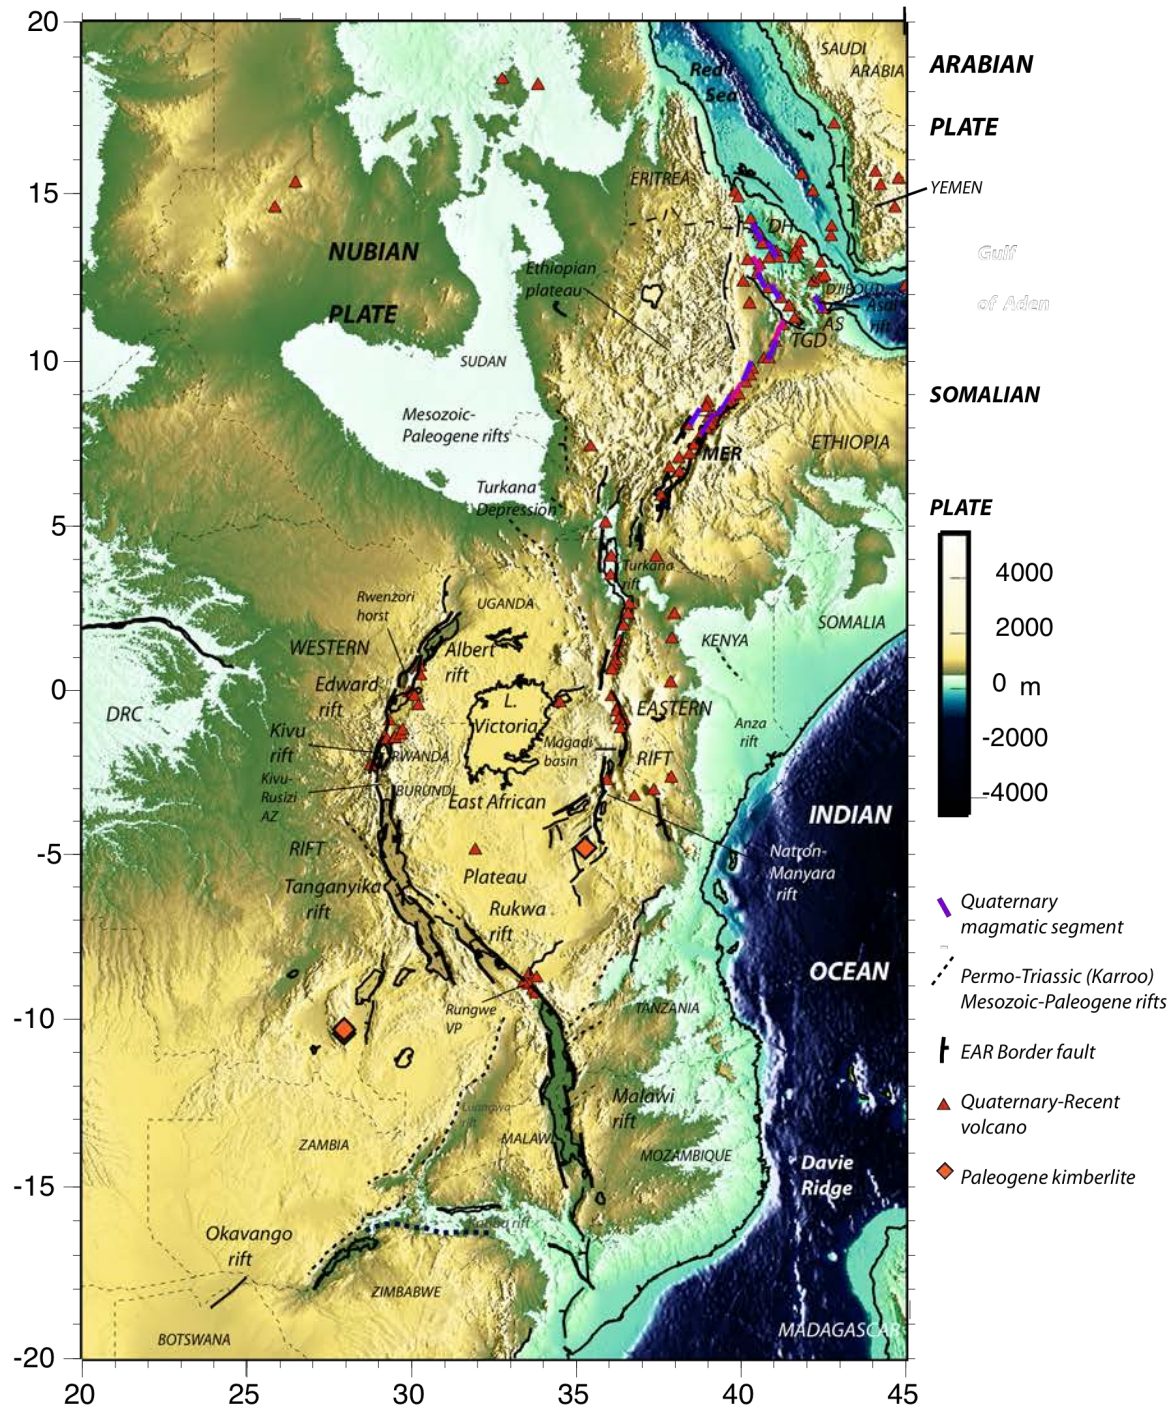 20
15
10
5
0
-5
-10
-15
-20
20
25
30
35
40
45
SAUDI
ARABIA
Red
Sea
ERITREA
NUBIAN
PLATE
Ethiopian
plateau
DH
DJIBOUTI
Asal
rift
AS
TGD
SUDAN
Mesozoic-
Paleogene rifts
MER
ETHIOPIA
Turkana
Depression
Turkana
rift
Rwenzori
horst
UGANDA
SOMALIA
WESTERN
Albert
rift
KENYA
Edward
rift
L.
Victoria
EASTERN
DRC
Kivu
rift
Magadi
basin
Anza
rift
RWANDA
RIFT
Kivu-
Rusizi
AZ
BURUNDI
East African
INDIAN
RIFT
Natron-
Manyara
rift
Tanganyika
rift
Plateau
Rukwa
rift
OCEAN
Rungwe
VP
TANZANIA
Luangwa
rift
Malawi
rift
ZAMBIA
MALAWI
MOZAMBIQUE
Davie
Ridge
Okavango
rift
ZIMBABWE
BOTSWANA
MADAGASCAR
ARABIAN
PLATE
YEMEN
Gulf
of Aden
SOMALIAN
PLATE
4000
2000
0 m
-2000
-4000
Quaternary
magmatic segment
Permo-Triassic (Karroo)
Mesozoic-Paleogene rifts
EAR Border fault
Quaternary-Recent
volcano
Paleogene kimberlite